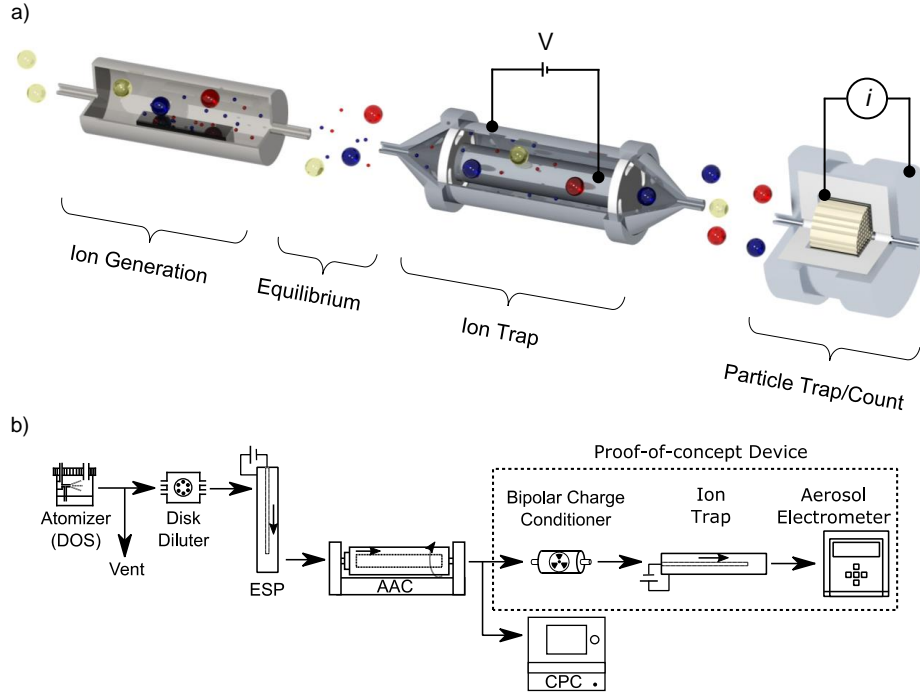 a)
V
i
Ion Generation
Equilibrium
Ion Trap
Particle Trap/Count
b)
Proof-of-concept Device
Atomizer
(DOS)
Vent
Disk
Diluter
ESP
AAC
Bipolar Charge
Conditioner
Ion
Trap
Aerosol
Electrometer
CPC